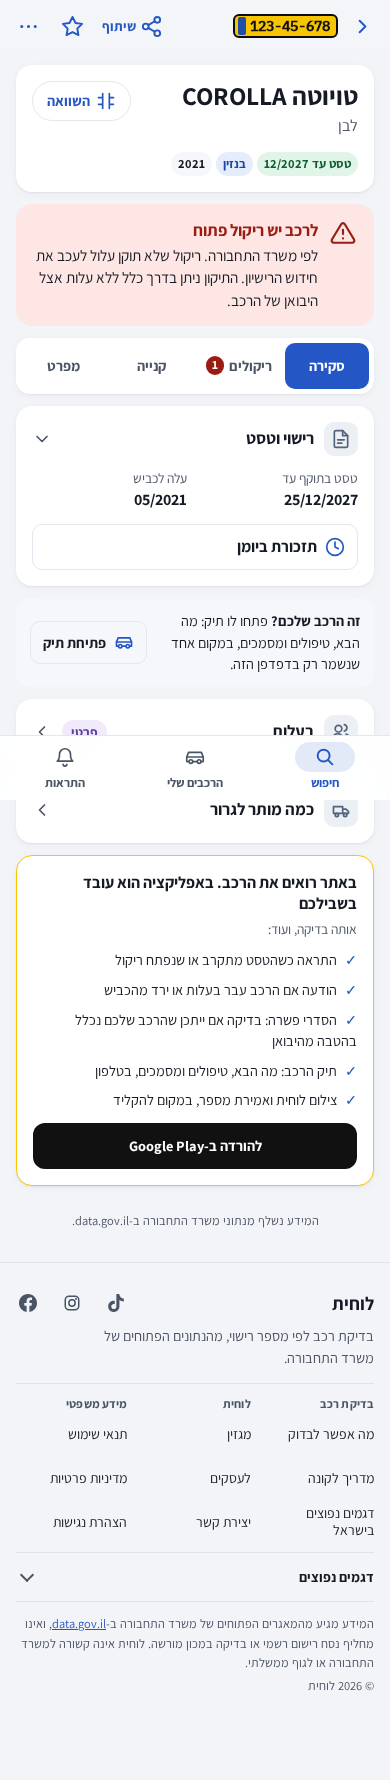 123-45-678
שיתוף
טויוטה COROLLA
השוואה
לבן
טסט עד 12/2027
בנזין
2021
לרכב יש ריקול פתוח
לפי משרד התחבורה. ריקול שלא תוקן עלול לעכב את
חידוש הרישיון. התיקון ניתן בדרך כלל ללא עלות אצל
היבואן של הרכב.
סקירה
ריקולים 1
קנייה
מפרט
רישוי וטסט
טסט בתוקף עד
עלה לכביש
25/12/2027
05/2021
תזכורת ביומן
זה הרכב שלכם? פתחו לו תיק: מה
הבא, טיפולים ומסמכים, במקום אחד
שנשמר רק בדפדפן הזה.
פתיחת תיק
בעלות
פרטי
חיפוש
הרכבים שלי
התראות
כמה מותר לגרור
באתר רואים את הרכב. באפליקציה הוא עובד
בשבילכם
אותה בדיקה, ועוד:
✓ התראה כשהטסט מתקרב או שנפתח ריקול
✓ הודעה אם הרכב עבר בעלות או ירד מהכביש
✓ הסדרי פשרה: בדיקה אם ייתכן שהרכב שלכם נכלל
בהטבה מהיבואן
✓ תיק הרכב: מה הבא, טיפולים ומסמכים, בטלפון
✓ צילום לוחית ואמירת מספר, במקום להקליד
להורדה ב-Google Play
המידע נשלף מנתוני משרד התחבורה ב-data.gov.il.
לוחית
בדיקת רכב לפי מספר רישוי, מהנתונים הפתוחים של
משרד התחבורה.
בדיקת רכב
לוחית
מידע משפטי
מה אפשר לבדוק
מגזין
תנאי שימוש
מדריך לקונה
לעסקים
מדיניות פרטיות
דגמים נפוצים
בישראל
יצירת קשר
הצהרת נגישות
דגמים נפוצים
המידע מגיע מהמאגרים הפתוחים של משרד התחבורה ב-data.gov.il, ואינו
מחליף נסח רישום רשמי או בדיקה במכון מורשה. לוחית אינה קשורה למשרד
התחבורה או לגוף ממשלתי.
© 2026 לוחית